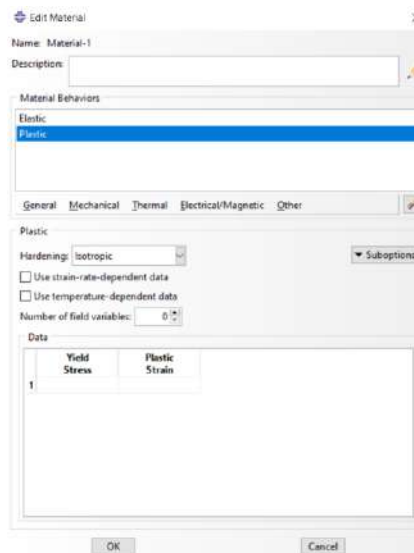 Edit Material
Name: Material-1
Description:
Material Behaviors
Elastic
Plastic
General Mechanical Thermal Electrical/Magnetic Other
Plastic
Hardening: Isotropic
Suboptions
Use strain-rate-dependent data
Use temperature-dependent data
Number of field variables: 0
Data
Yield Plastic
Stress Strain
1
OK Cancel